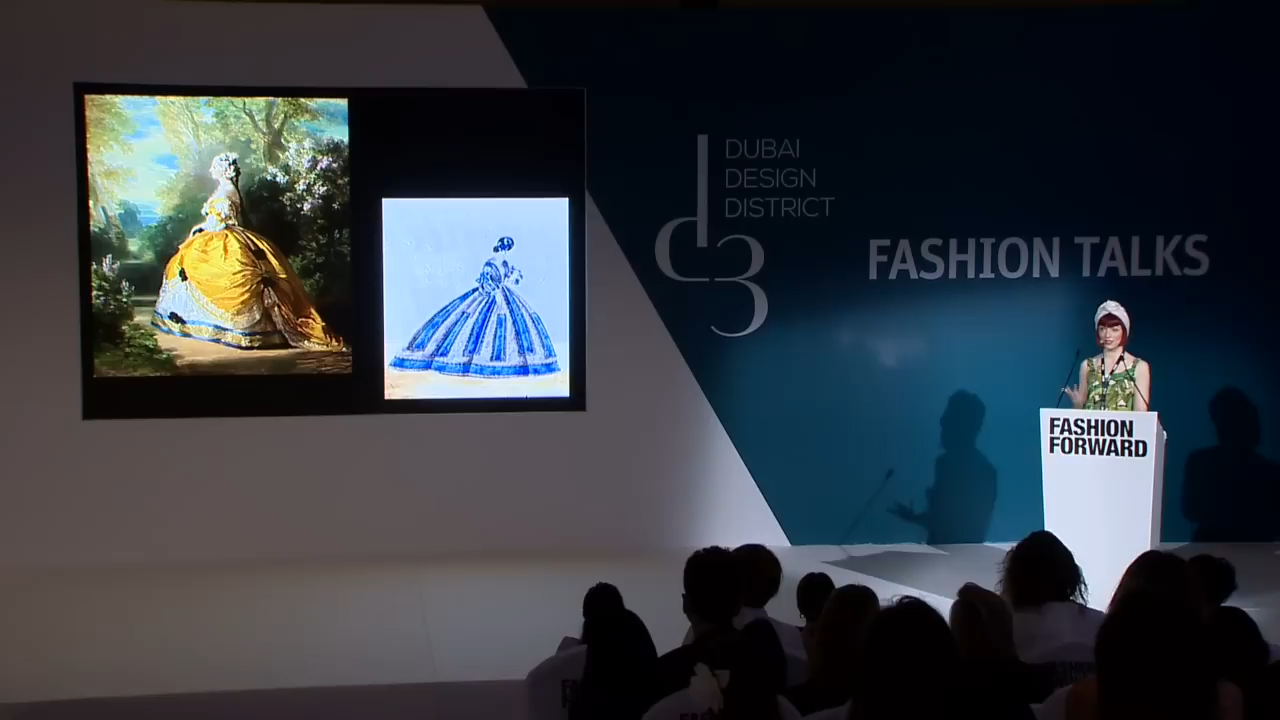 DUBAI
DESIGN
DISTRICT
d3
FASHION TALKS
FASHION
FORWARD